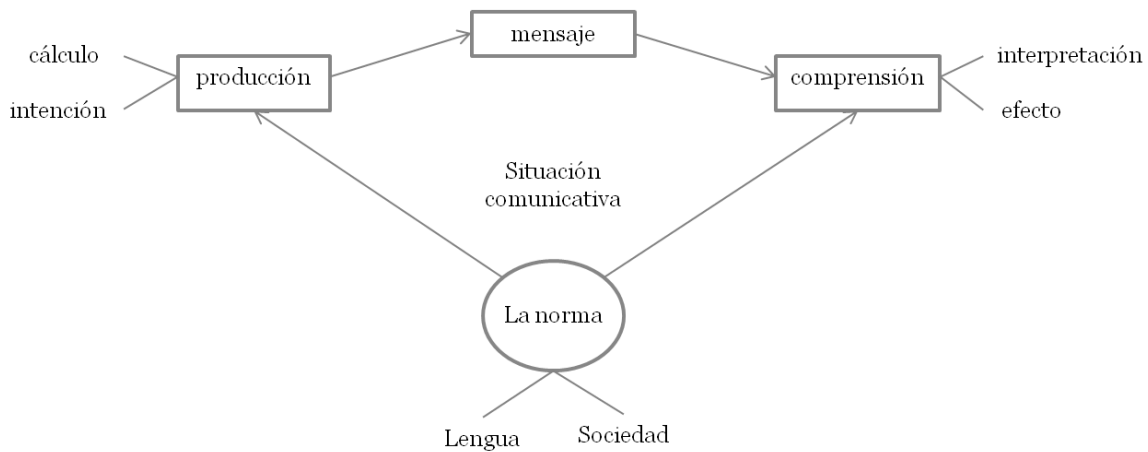 mensaje
cálculo
producción
intención
comprensión
interpretación
efecto
Situación
comunicativa
La norma
Lengua
Sociedad